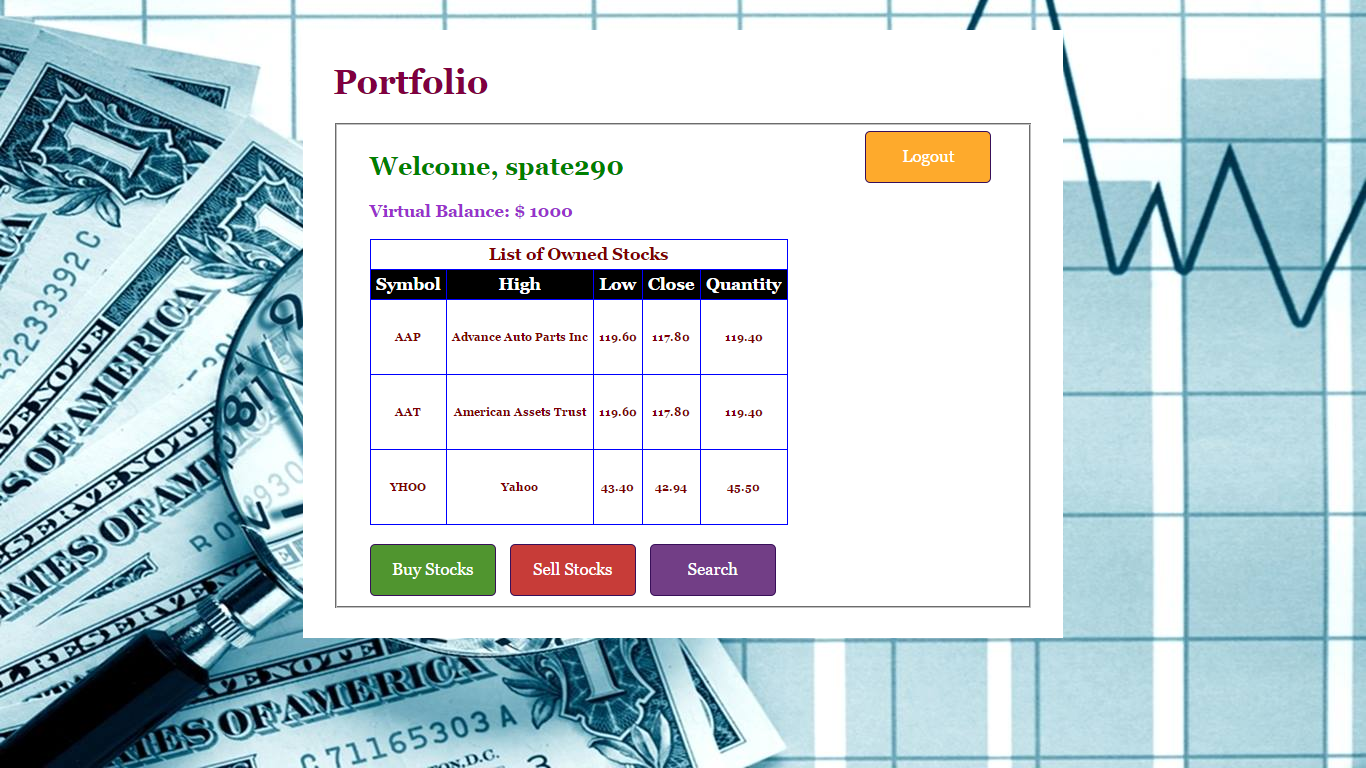 Portfolio
Welcome, spate290
Logout
Virtual Balance: $ 1000
List of Owned Stocks
Symbol High Low Close Quantity
AAP Advance Auto Parts Inc 119.60 117.80 119.40
AAT American Assets Trust 119.60 117.80 119.40
YHOO Yahoo 43.40 42.94 45.50
Buy Stocks Sell Stocks Search
52233392 C
C71165303 A